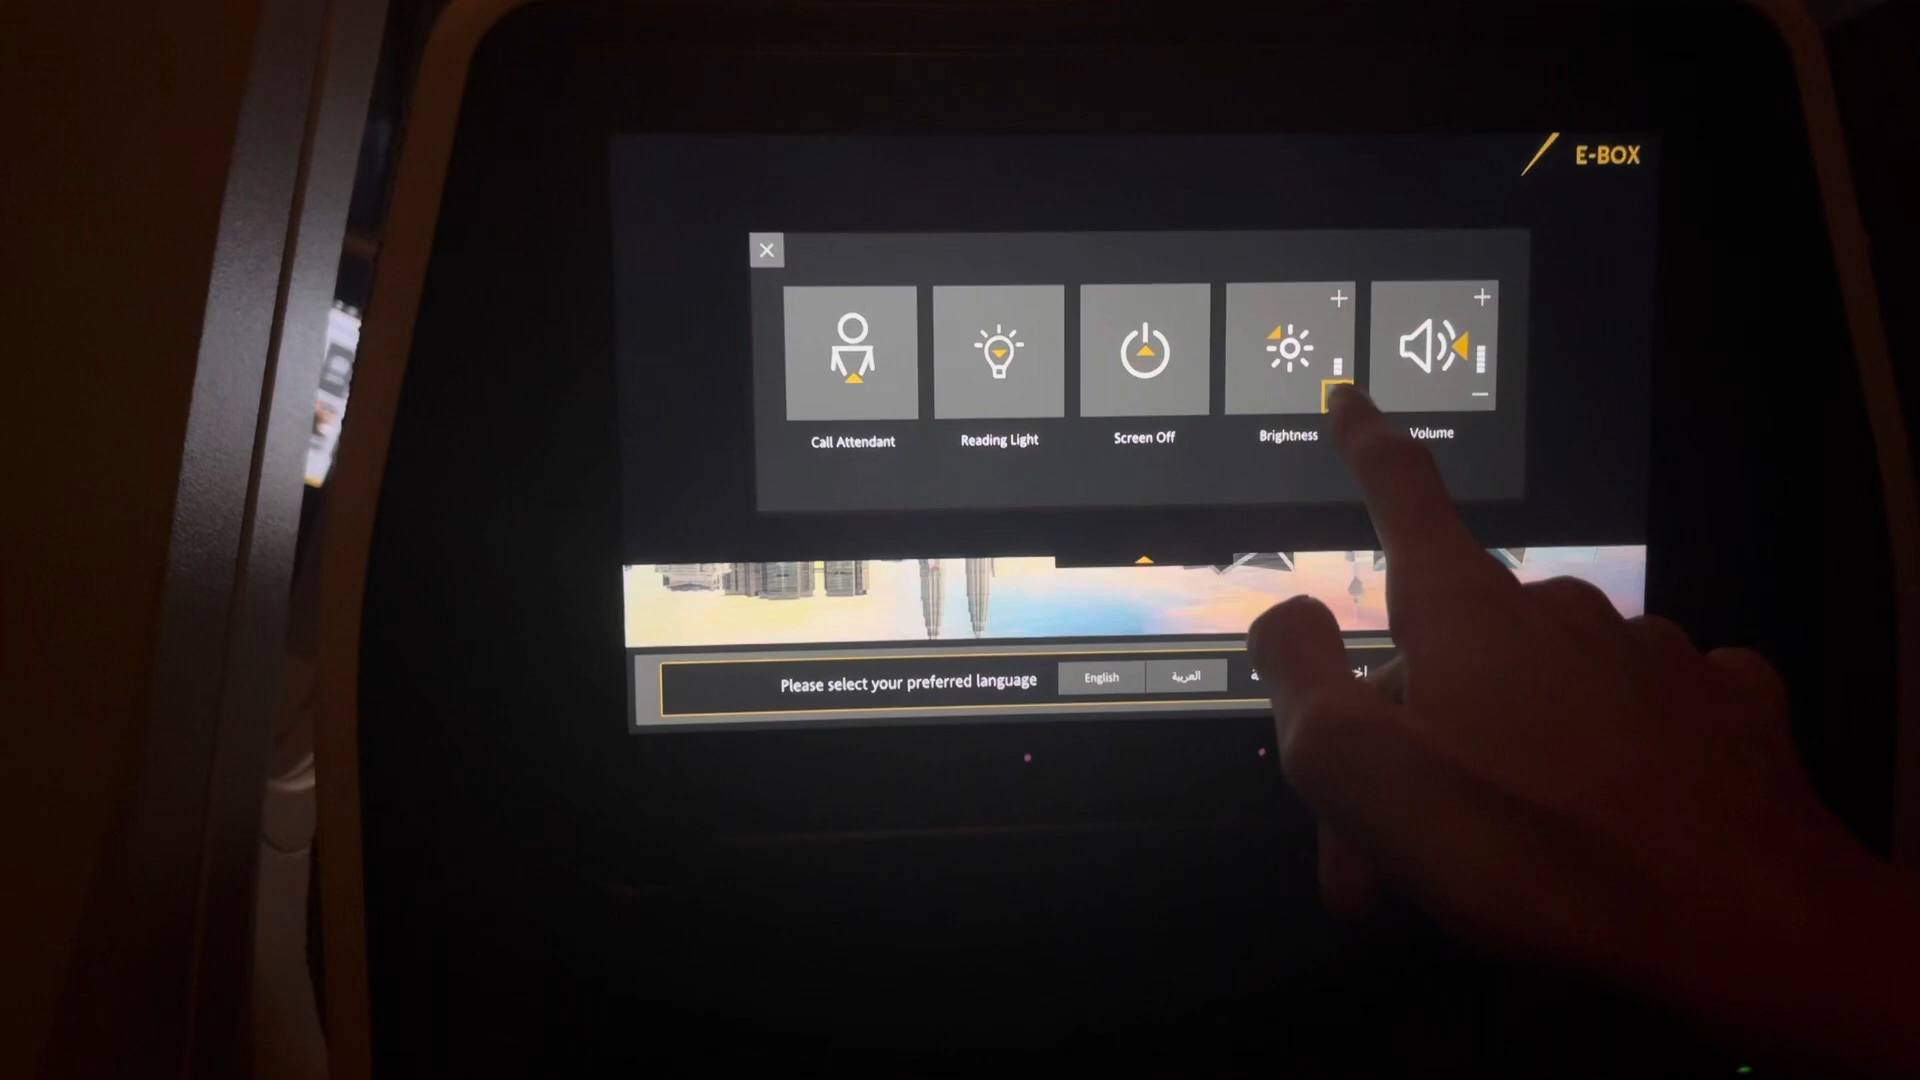 E-BOX
Call Attendant
Reading Light
Screen Off
Brightness
Volume
Please select your preferred language
English
العربية